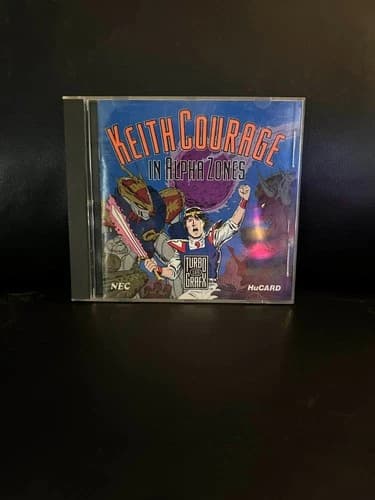 KEITH COURAGE
IN ALPHA ZONES
TURBO
GRAFX
NEC
HuCARD